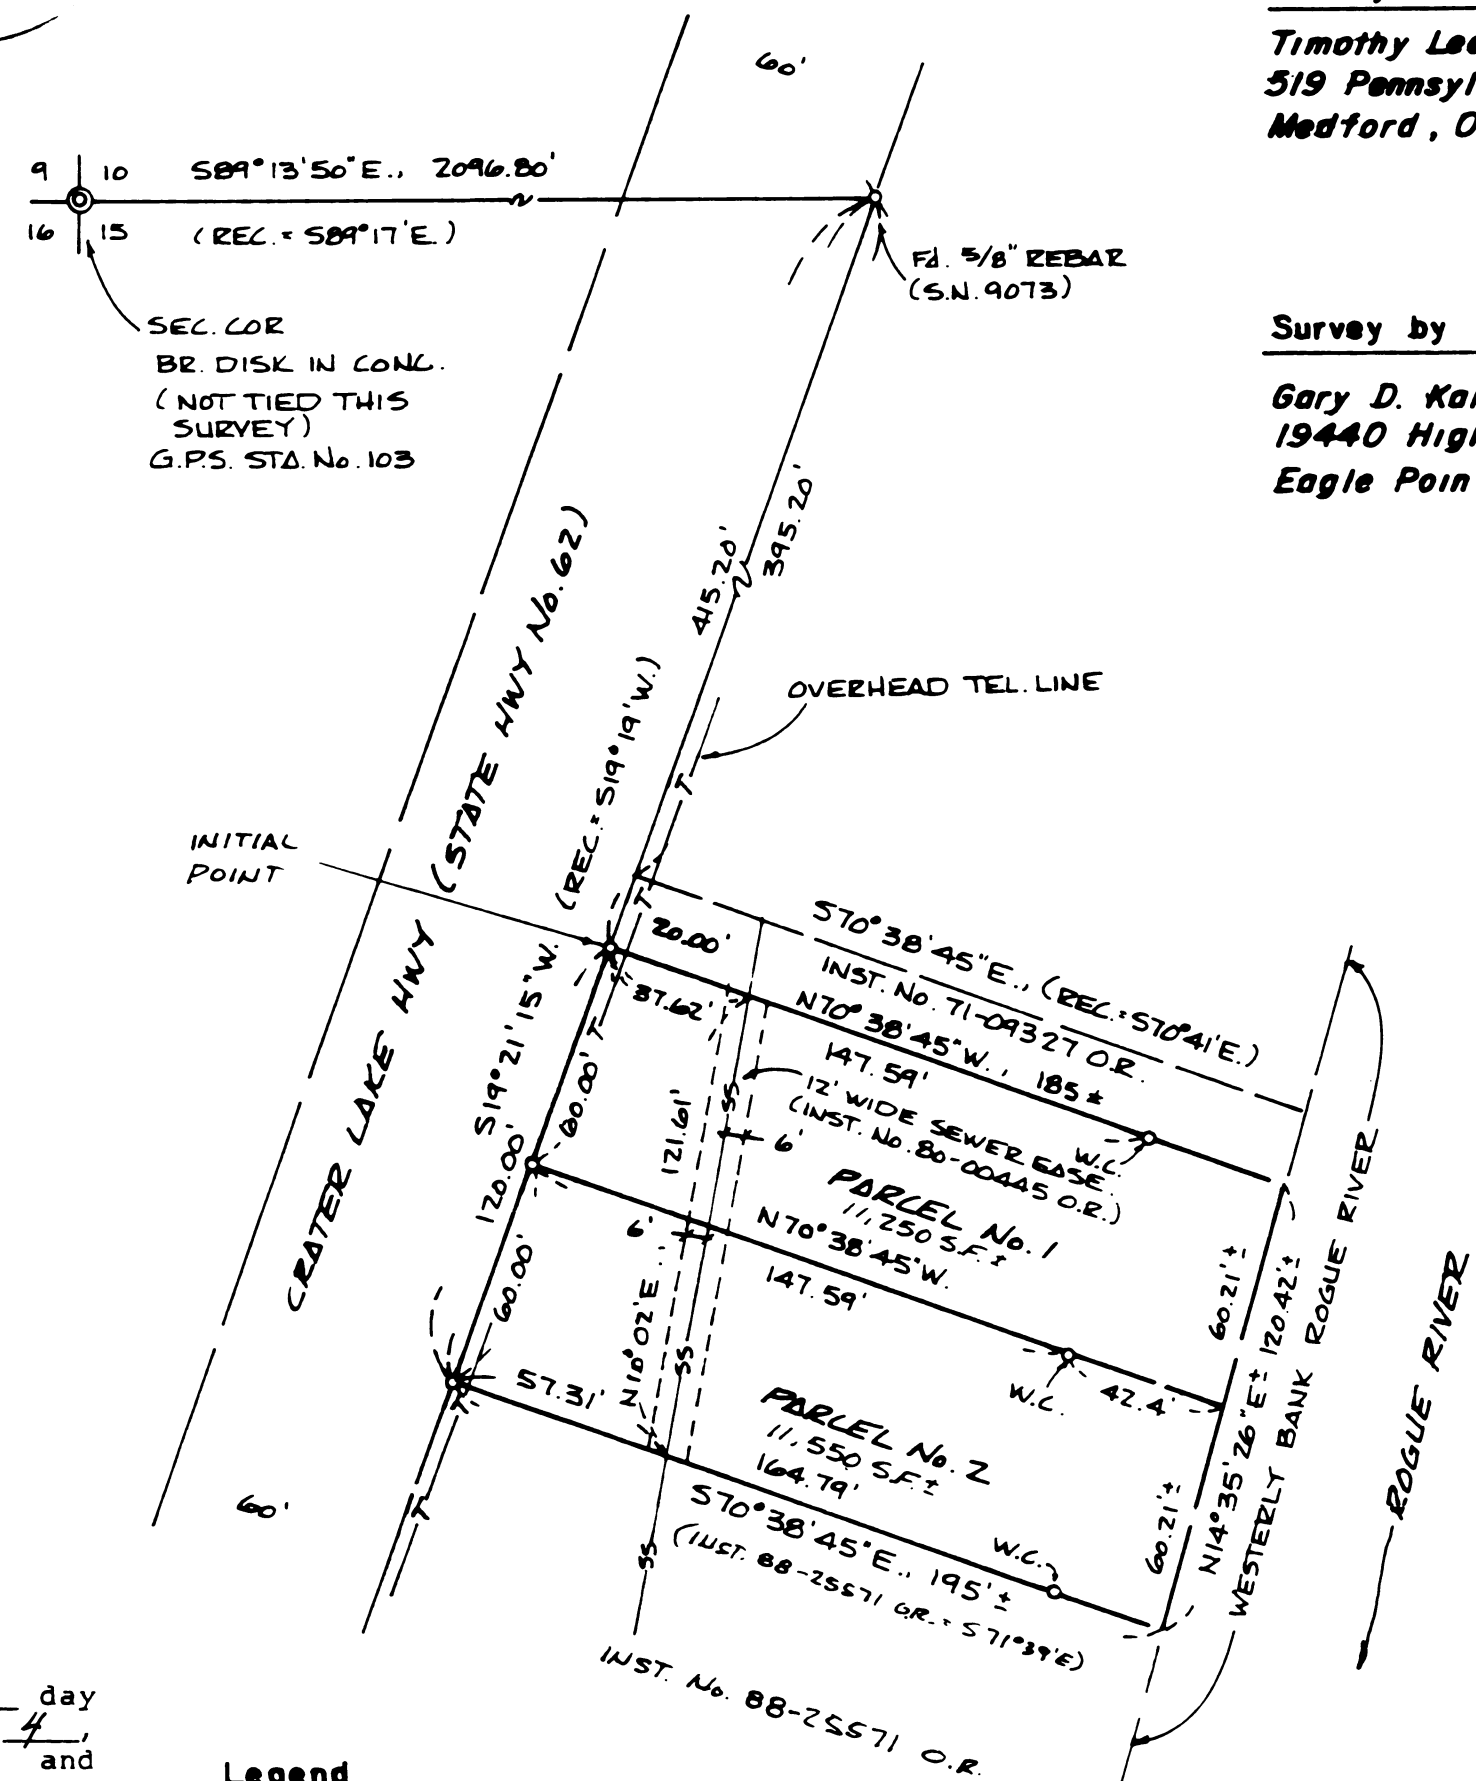 60'
Timothy Lee
519 Pennsyl
Medford, O
9 10
S89°13'50"E., 2096.80'
16 15
(REC. = S89°17'E.)
Fd. 5/8" REBAR
(S.N. 9073)
SEC. COR
BR. DISK IN CONC.
(NOT TIED THIS
SURVEY)
G.P.S. STA. No. 103
Survey by
Gary D. Ka
19440 Hig
Eagle Poin
415.20'
395.20'
CRATER LAKE HWY (STATE HWY No. 62)
(REC. = S19°19'W.)
OVERHEAD TEL. LINE
T
T
INITIAL
POINT
20.00'
S70°38'45"E., (REC. = S70°41'E.)
INST. No. 71-09327 O.R.
37.62'
N70°38'45"W., 185±
147.59'
S19°21'15"W.
120.00'
60.00'
T
12' WIDE SEWER EASE.
(INST. No. 80-00445 O.R.)
SS
121.61'
6'
W.C.
PARCEL No. 1
11,250 S.F.±
N70°38'45"W.
147.59'
6'
60.00'
N10°02'E
SS
W.C.
42.4'
57.31'
PARCEL No. 2
11,550 S.F.±
164.79'
S70°38'45"E., 195'±
(INST. 88-25571 O.R. = S71°39'E)
W.C.
60.21'±
60.21'±
N14°35'26"E± 120.42'±
WESTERLY BANK ROGUE RIVER
ROGUE RIVER
60'
T
T
SS
INST. No. 88-25571 O.R.
day
4,
and
Legend